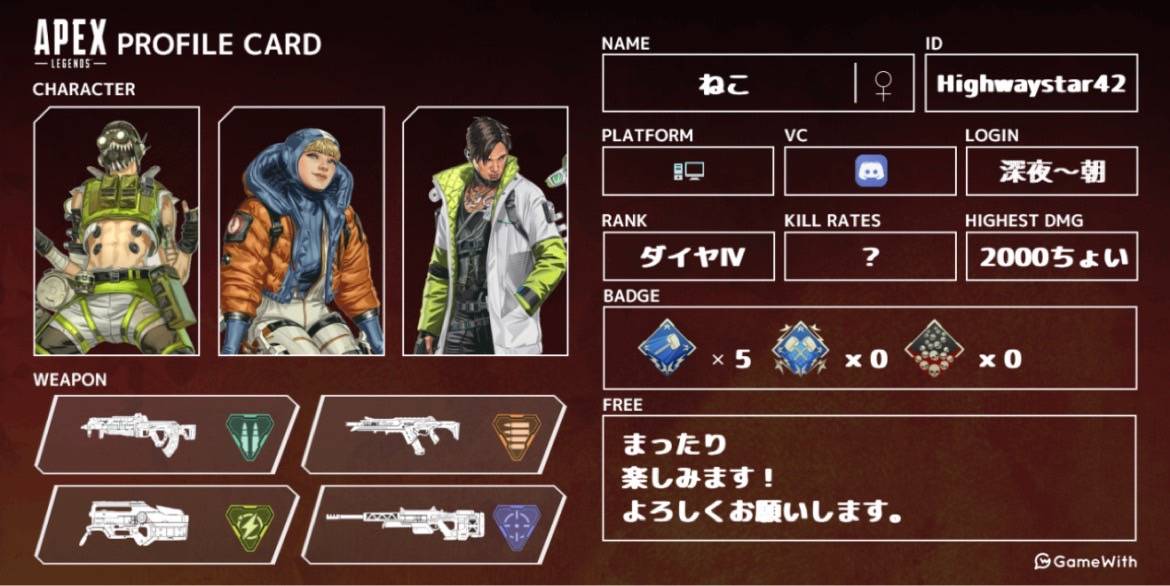 APEX
LEGENDS
PROFILE CARD
CHARACTER
WEAPON
NAME
ねこ ♀
ID
Highwaystar42
PLATFORM
VC
LOGIN
深夜～朝
RANK
ダイヤⅣ
KILL RATES
?
HIGHEST DMG
2000ちょい
BADGE
× 5
x 0
x 0
FREE
まったり
楽しみます！
よろしくお願いします。
GameWith